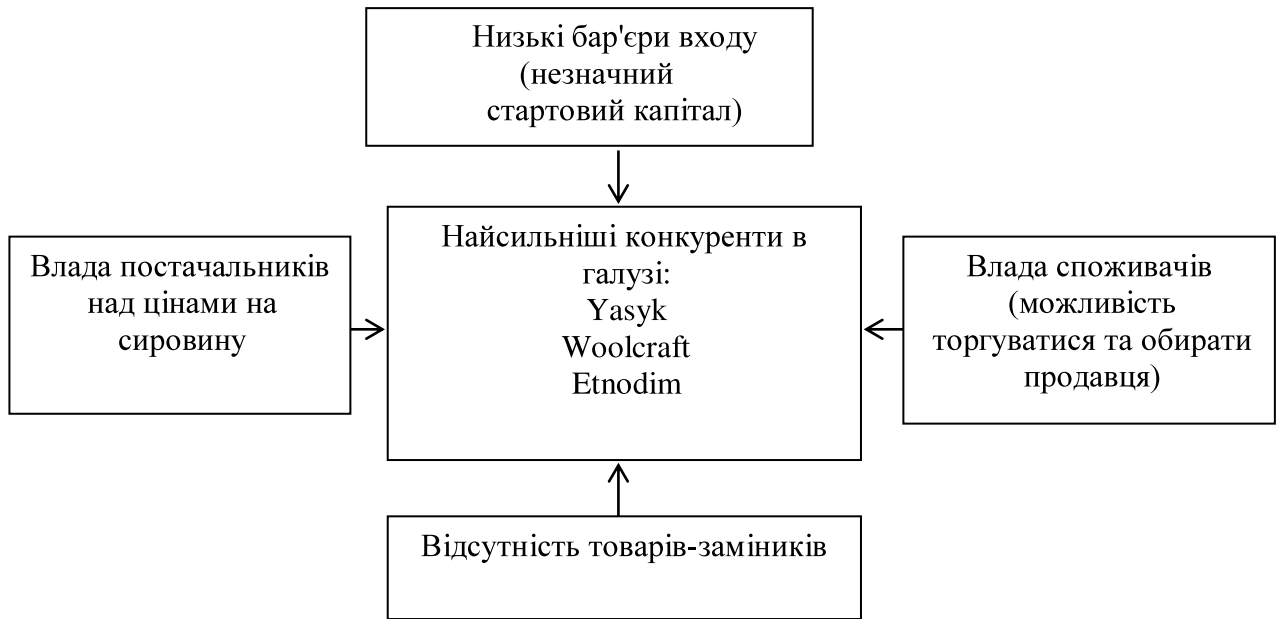 Низькі бар'єри входу
(незначний
стартовий капітал)
Влада постачальників
над цінами на
сировину
Найсильніші конкуренти в
галузі:
Yasyk
Woolcraft
Etnodim
Влада споживачів
(можливість
торгуватися та обирати
продавця)
Відсутність товарів-заміників